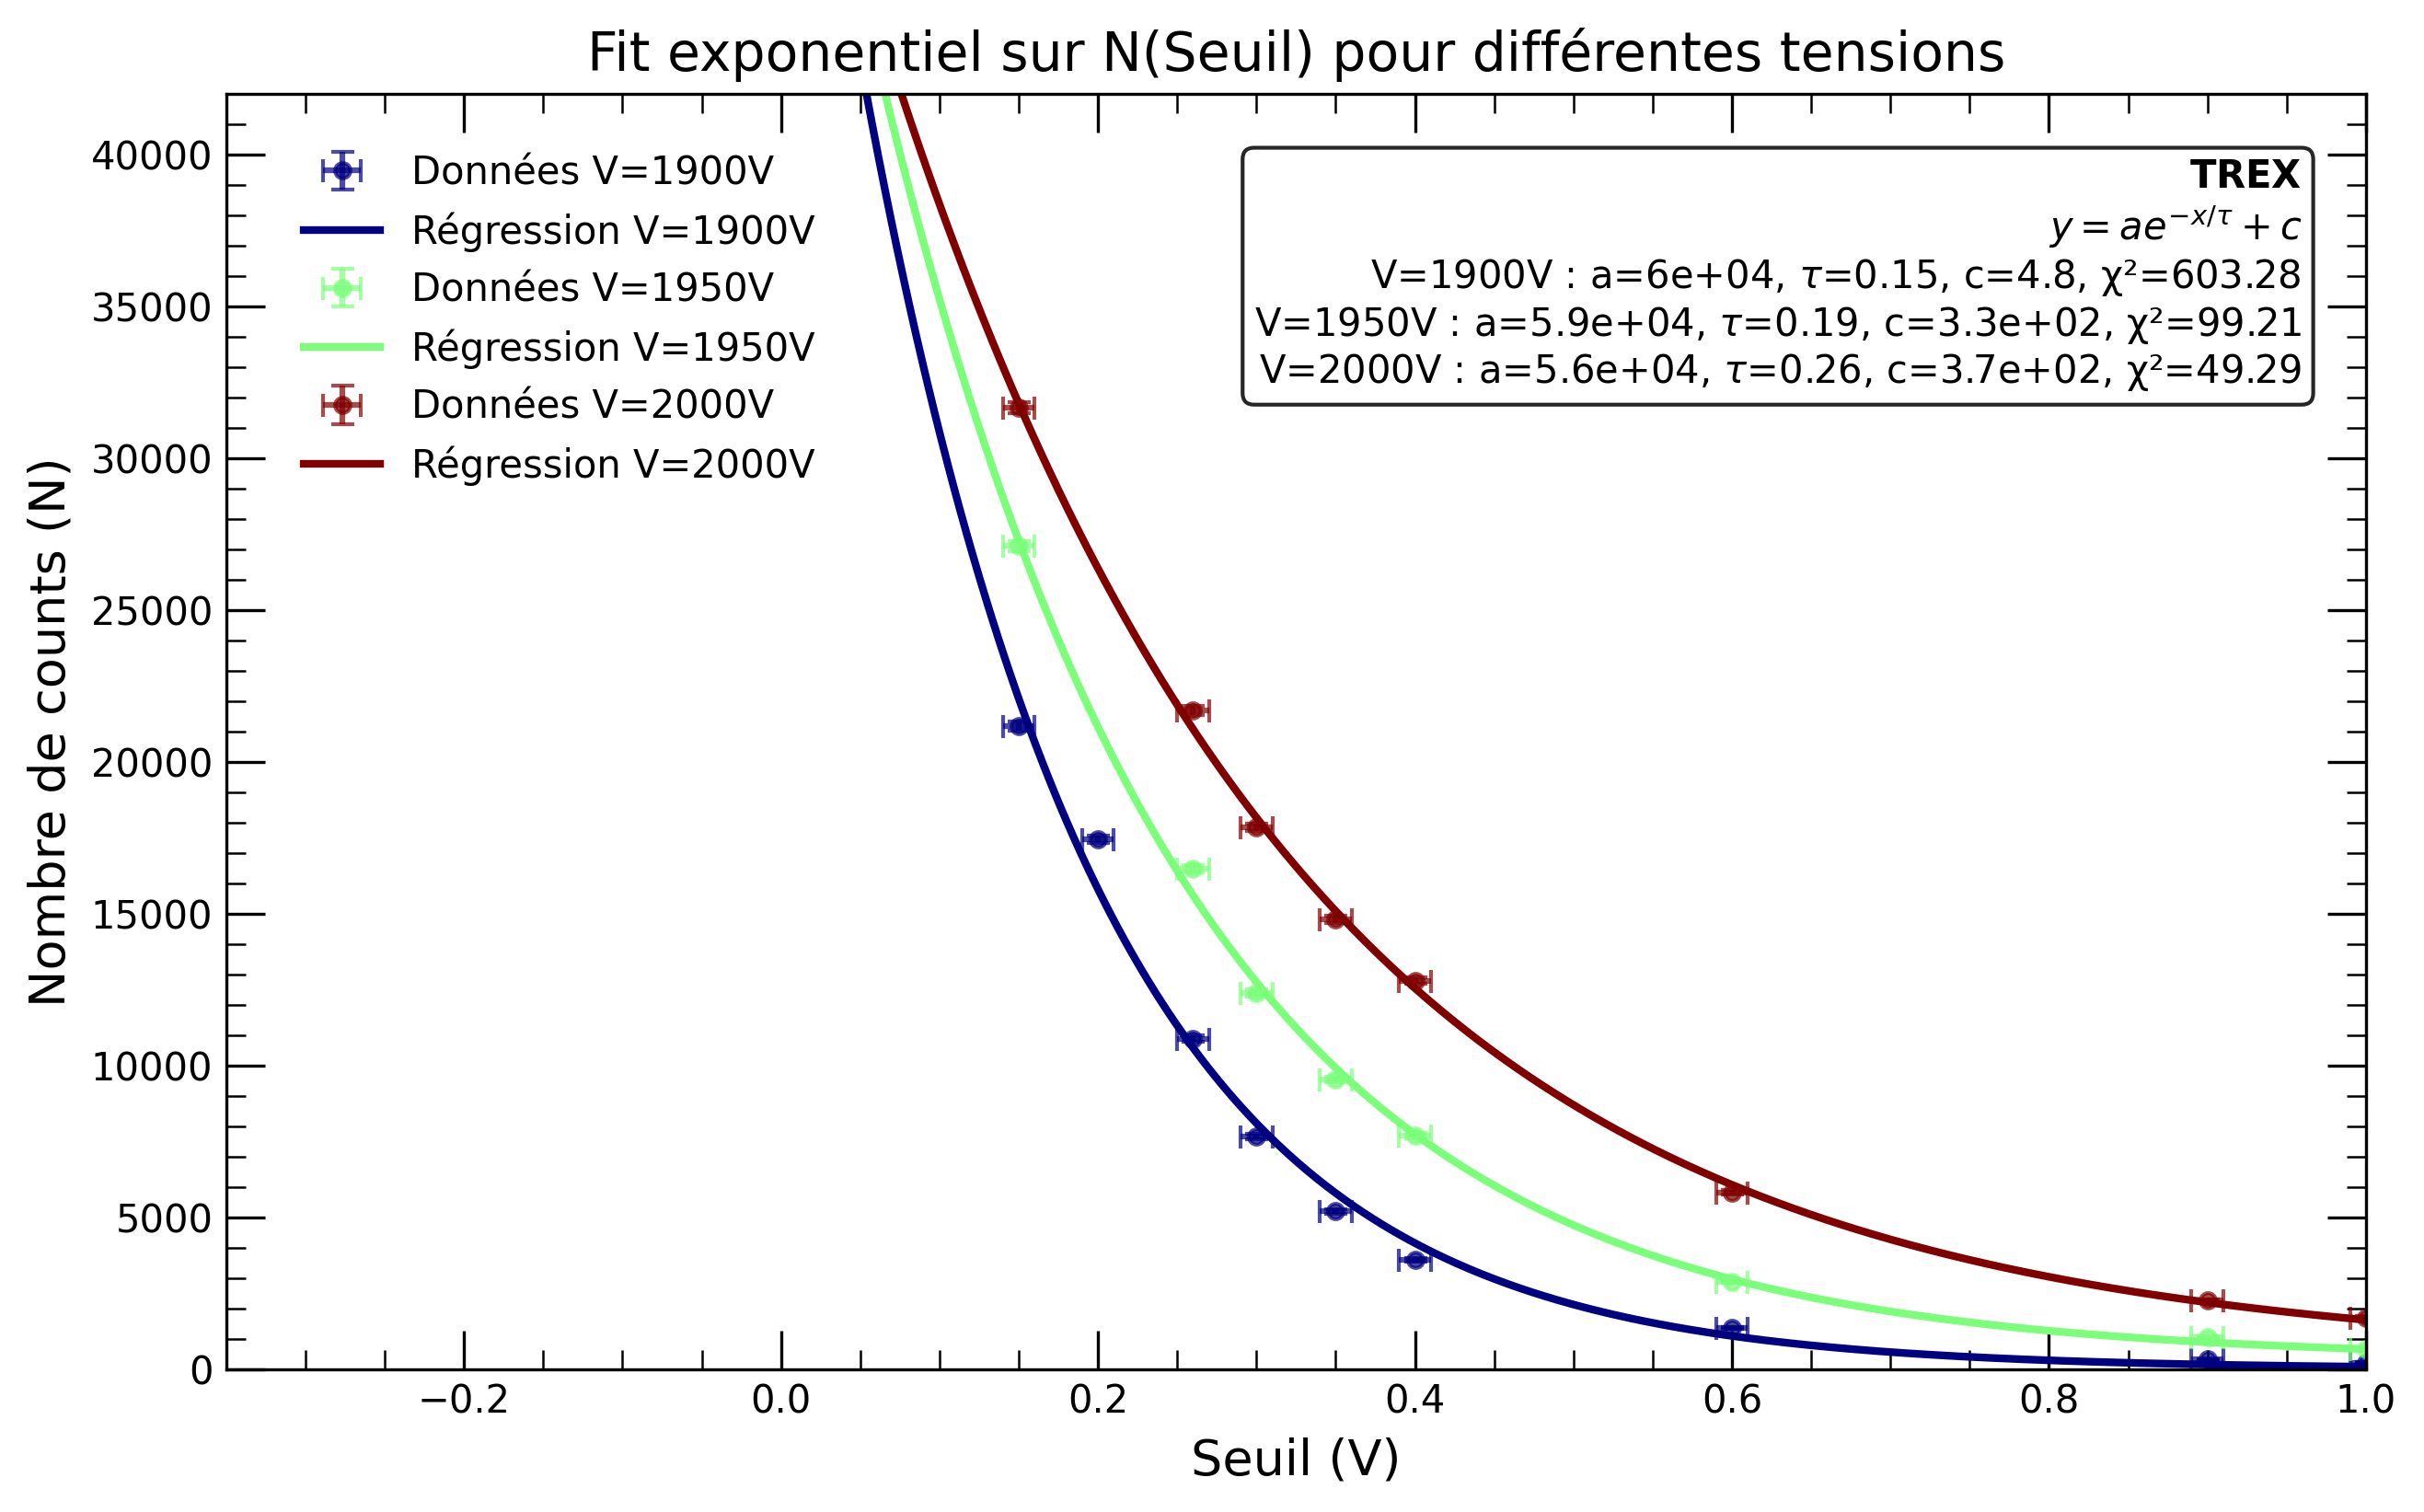 Fit exponentiel sur N(Seuil) pour différentes tensions
Nombre de counts (N)
40000
35000
30000
25000
20000
15000
10000
5000
0
Données V=1900V
Régression V=1900V
Données V=1950V
Régression V=1950V
Données V=2000V
Régression V=2000V
TREX
y = ae^{−x/τ} + c
V=1900V : a=6e+04, τ=0.15, c=4.8, χ²=603.28
V=1950V : a=5.9e+04, τ=0.19, c=3.3e+02, χ²=99.21
V=2000V : a=5.6e+04, τ=0.26, c=3.7e+02, χ²=49.29
−0.2 0.0 0.2 0.4 0.6 0.8 1.0
Seuil (V)